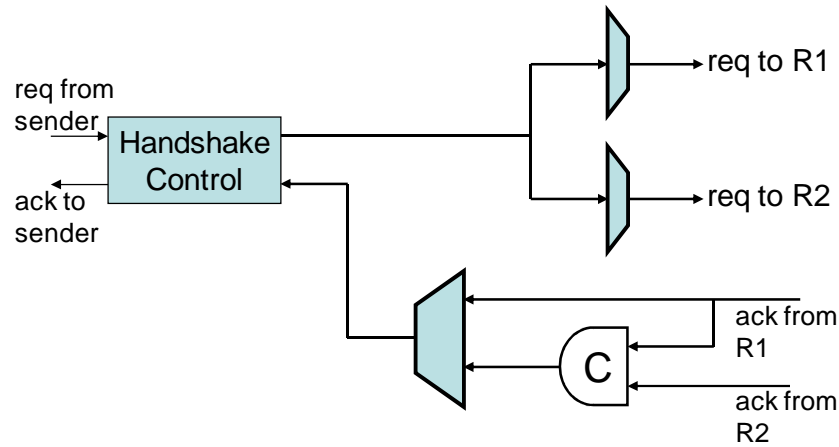 req from
sender
Handshake
Control
ack to
sender
req to R1
req to R2
ack from
R1
C
ack from
R2